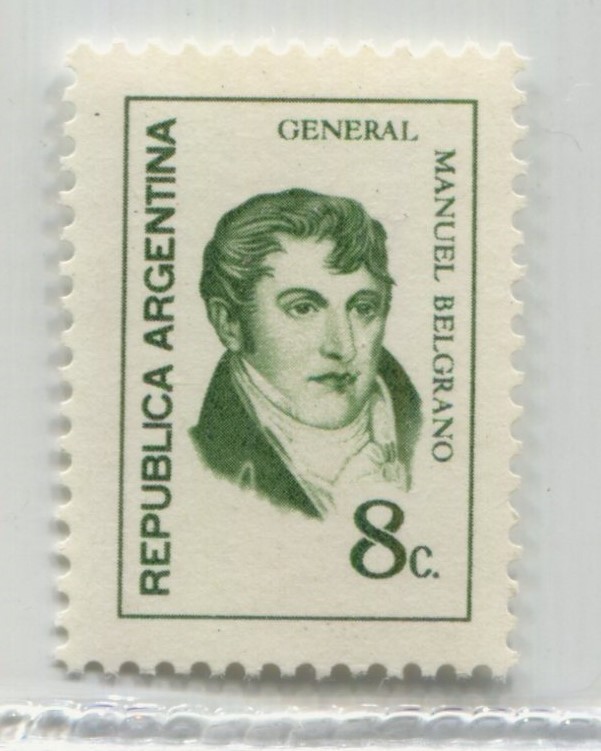 REPUBLICA ARGENTINA
GENERAL
MANUEL BELGRANO
8c.